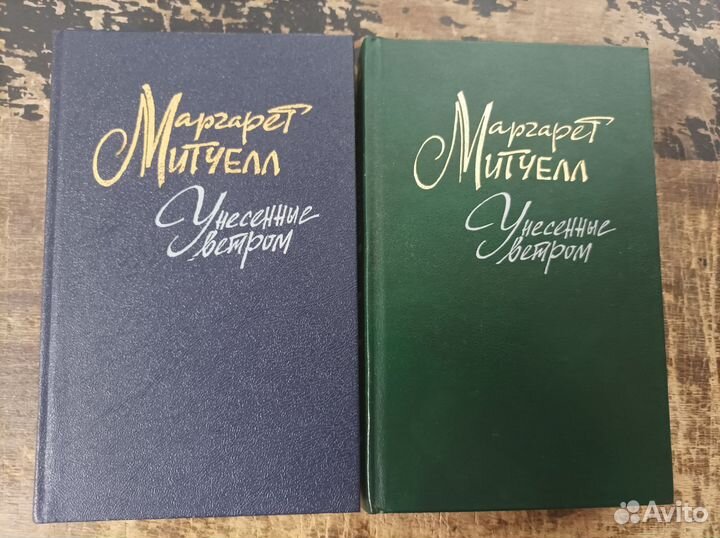 Маргарет
Митчелл
Унесенные
ветром
Маргарет
Митчелл
Унесенные
ветром
Avito